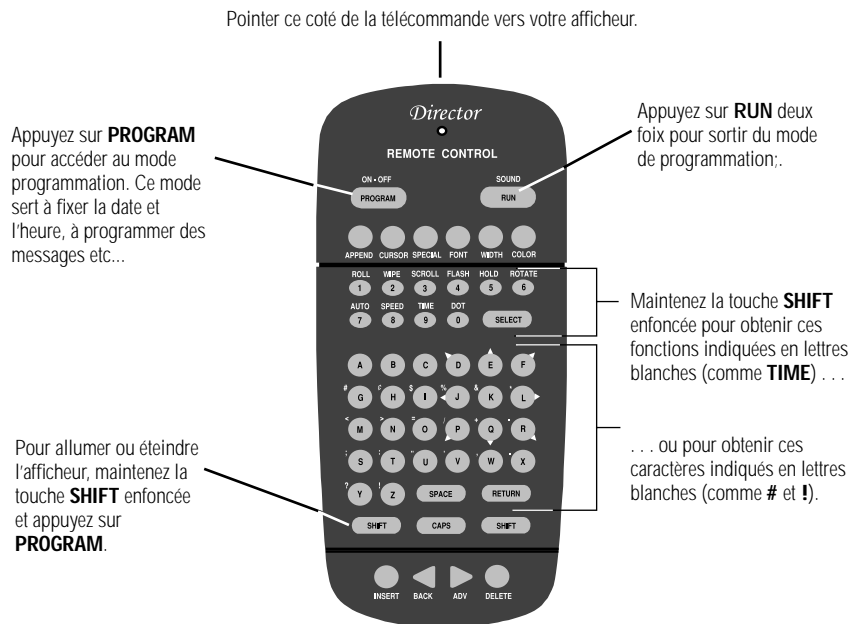 Pointer ce coté de la télécommande vers votre afficheur.
Director
REMOTE CONTROL
Appuyez sur PROGRAM
pour accéder au mode
programmation. Ce mode
sert à fixer la date et
l'heure, à programmer des
messages etc...
Appuyez sur RUN deux
foix pour sortir du mode
de programmation;.
ON • OFF SOUND
PROGRAM RUN
APPEND CURSOR SPECIAL FONT WIDTH COLOR
ROLL WIPE SCROLL FLASH HOLD ROTATE
1 2 3 4 5 6
AUTO SPEED TIME DOT
7 8 9 0 SELECT
Maintenez la touche SHIFT
enfoncée pour obtenir ces
fonctions indiquées en lettres
blanches (comme TIME) . . .
A B C D E F
# ¢ $ % &
G H I J K L
< > = / +
M N O P Q R
S T U V W X
? !
Y Z SPACE RETURN
SHIFT CAPS SHIFT
. . . ou pour obtenir ces
caractères indiqués en lettres
blanches (comme # et !).
Pour allumer ou éteindre
l'afficheur, maintenez la
touche SHIFT enfoncée
et appuyez sur
PROGRAM.
INSERT BACK ADV DELETE